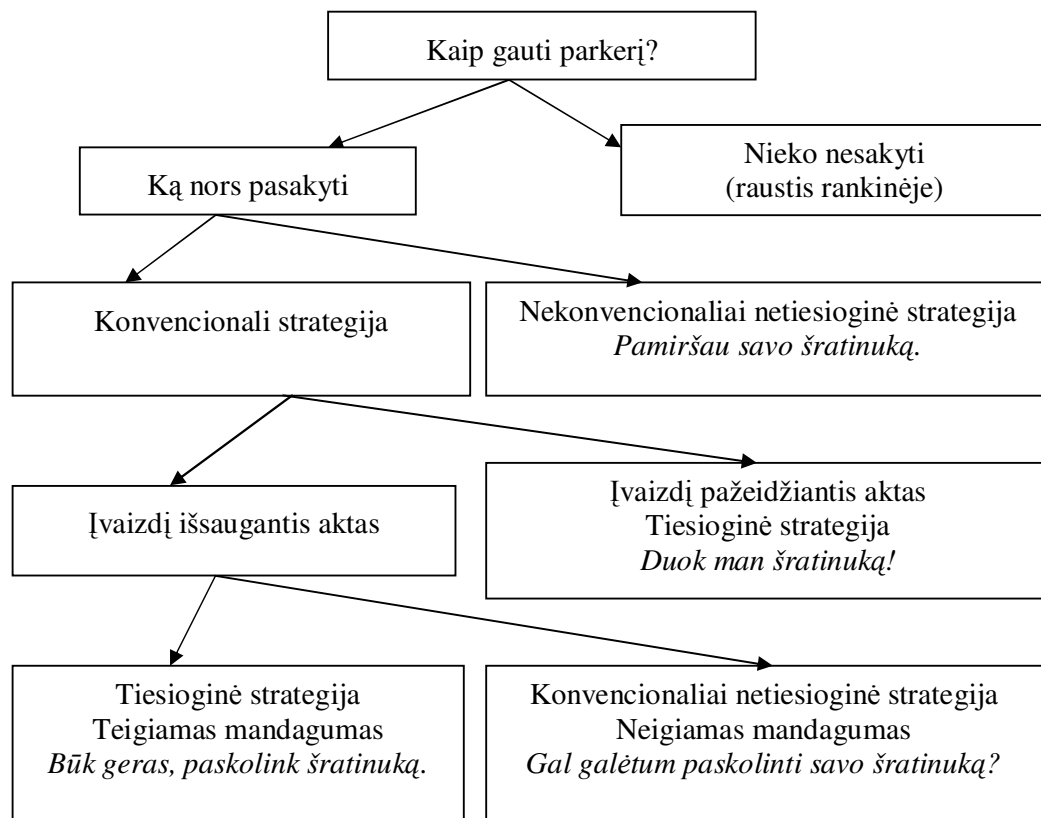 Kaip gauti parkerį?
Ką nors pasakyti
Nieko nesakyti
(raustis rankinėje)
Konvencionali strategija
Nekonvencionaliai netiesioginė strategija
Pamiršau savo šratinuką.
Įvaizdį išsaugantis aktas
Įvaizdį pažeidžiantis aktas
Tiesioginė strategija
Duok man šratinuką!
Tiesioginė strategija
Teigiamas mandagumas
Būk geras, paskolink šratinuką.
Konvencionaliai netiesioginė strategija
Neigiamas mandagumas
Gal galėtum paskolinti savo šratinuką?